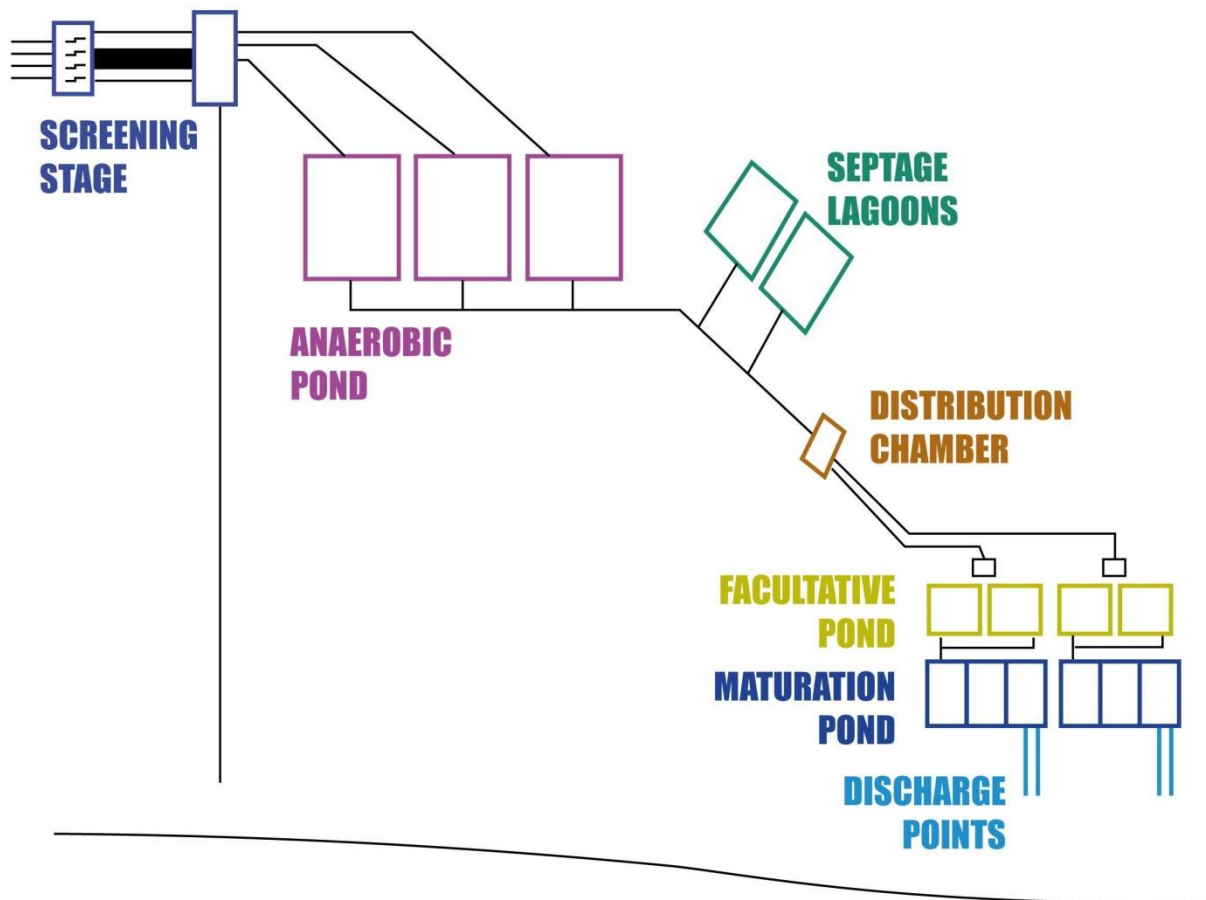 SCREENING
STAGE
SEPTAGE
LAGOONS
ANAEROBIC
POND
DISTRIBUTION
CHAMBER
FACULTATIVE
POND
MATURATION
POND
DISCHARGE
POINTS